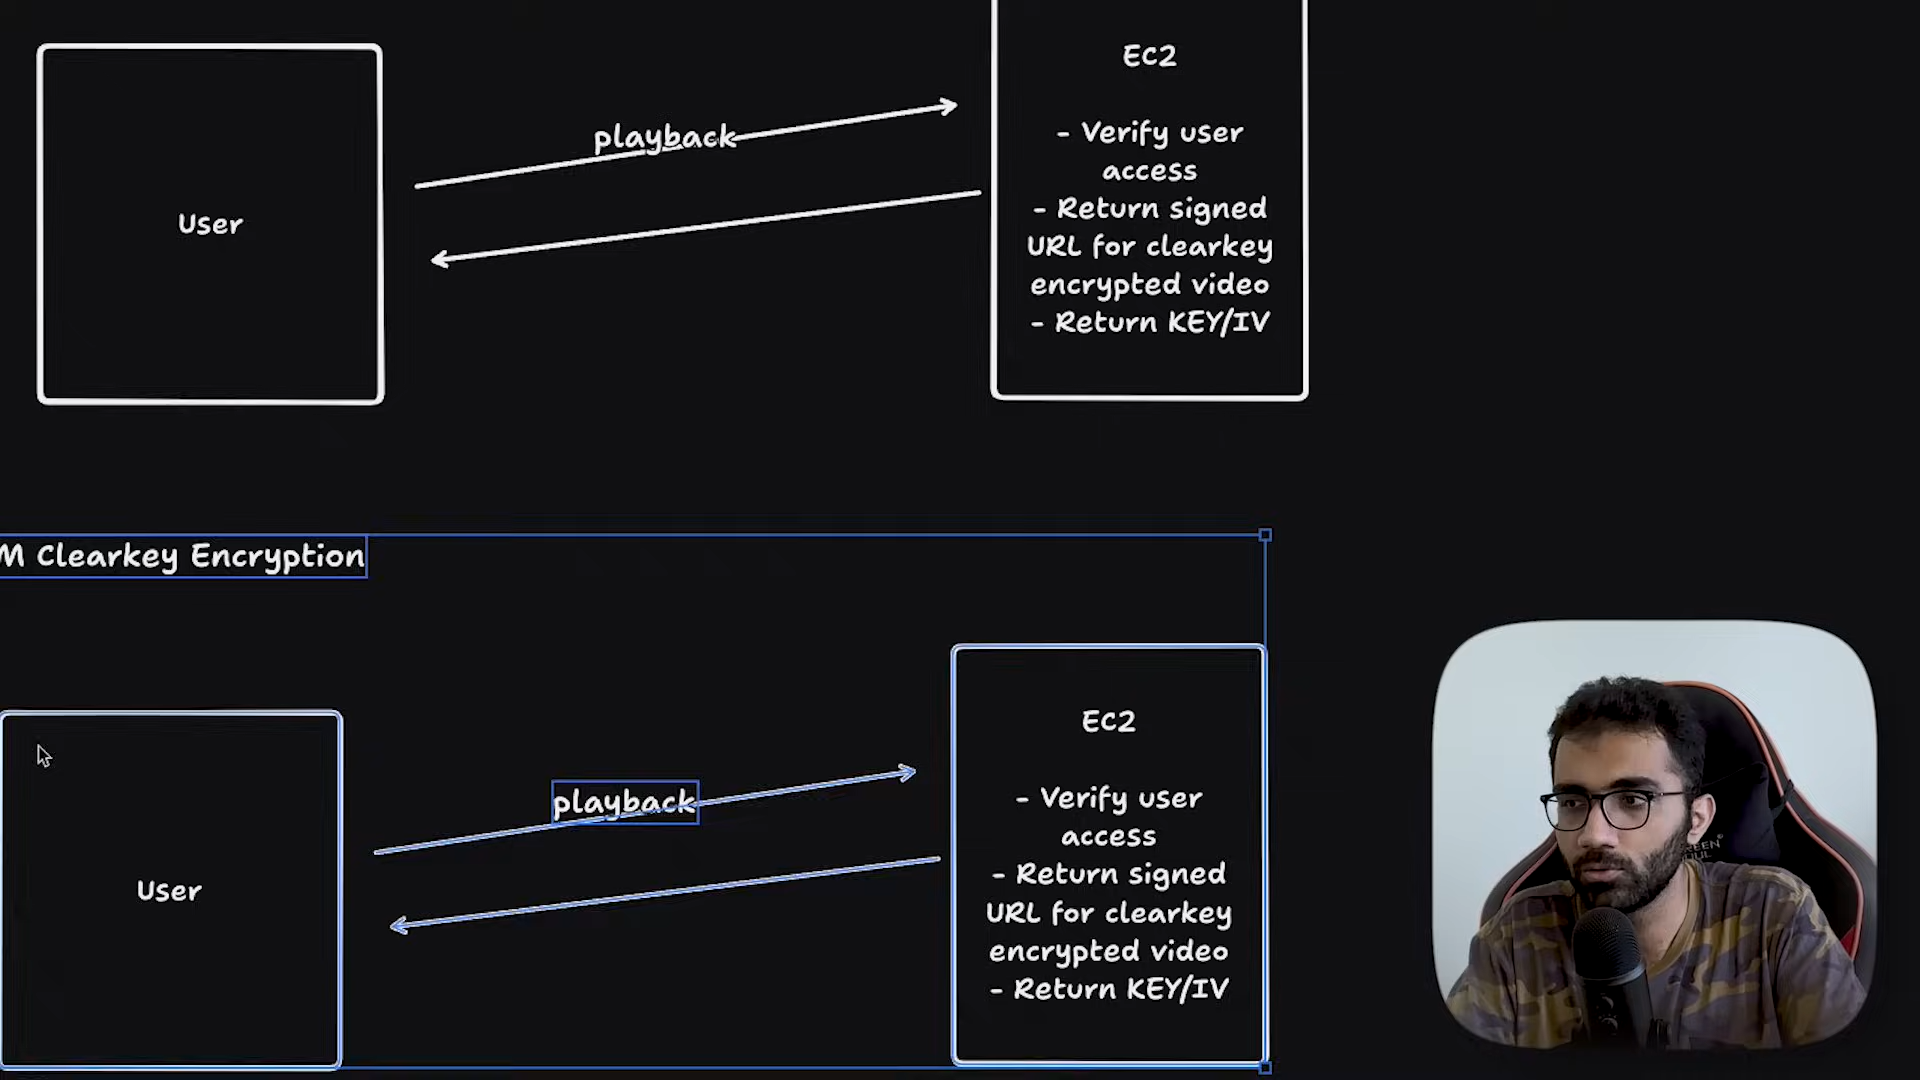 User
playback
Ec2
- Verify user
access
- Return signed
URL for clearkey
encrypted video
- Return KEY/IV
M Clearkey Encryption
User
playback
EC2
- Verify user
access
- Return signed
URL for clearkey
encrypted video
- Return KEY/IV